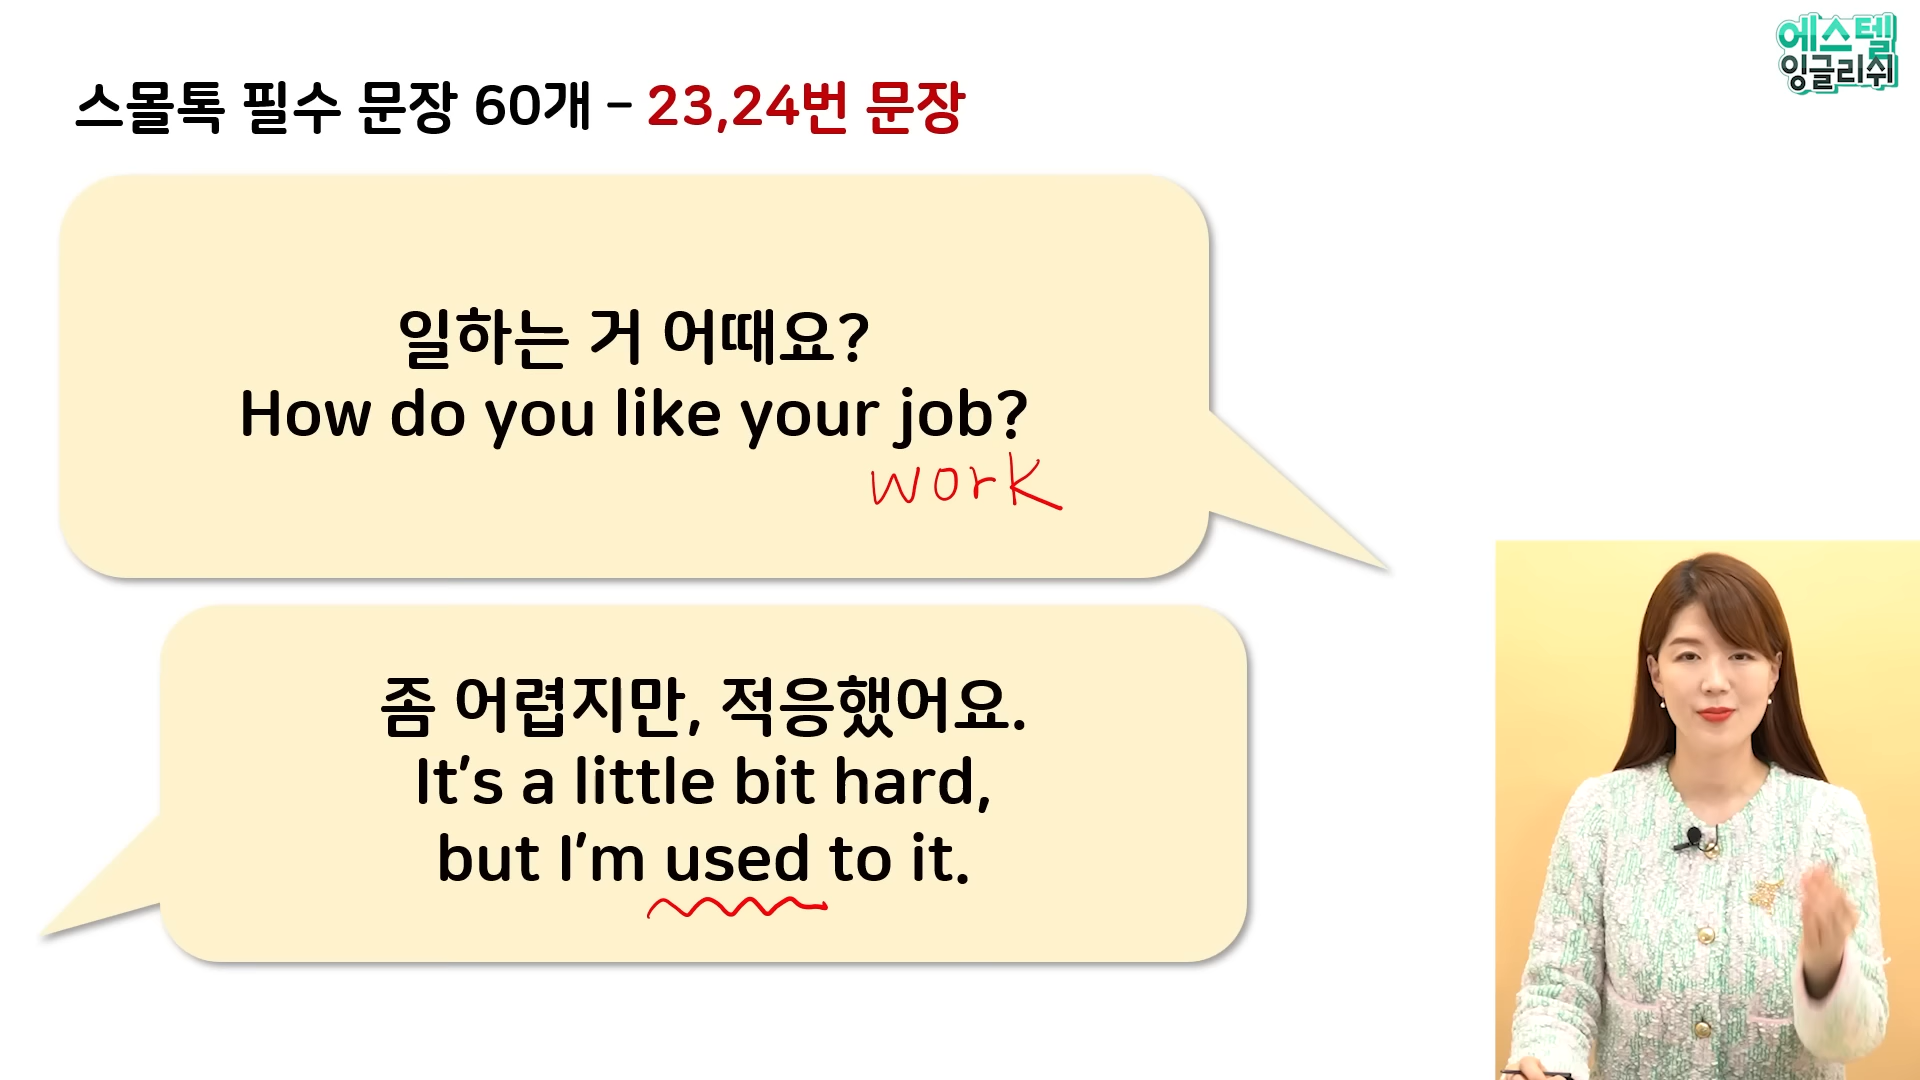 에스텔
잉글리쉬
스몰톡 필수 문장 60개 – 23,24번 문장
일하는 거 어때요?
How do you like your job?
work
좀 어렵지만, 적응했어요.
It's a little bit hard,
but I'm used to it.